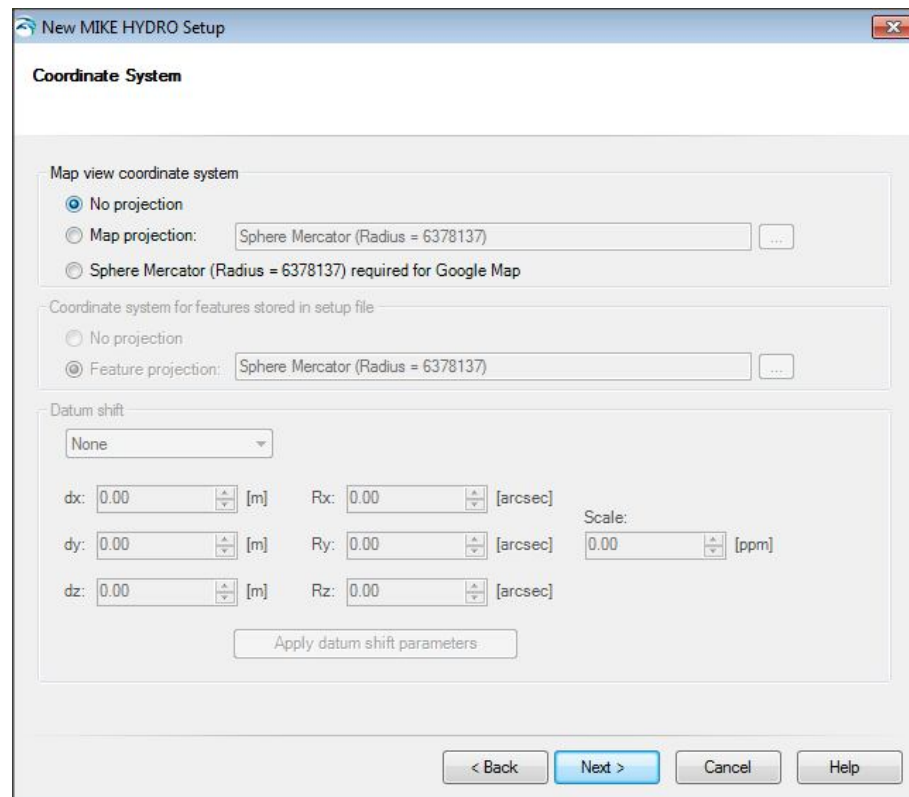 New MIKE HYDRO Setup
Coordinate System
Map view coordinate system
No projection
Map projection: Sphere Mercator (Radius = 6378137) ...
Sphere Mercator (Radius = 6378137) required for Google Map
Coordinate system for features stored in setup file
No projection
Feature projection: Sphere Mercator (Radius = 6378137) ...
Datum shift
None
dx: 0.00 [m] Rx: 0.00 [arcsec]
Scale:
dy: 0.00 [m] Ry: 0.00 [arcsec] 0.00 [ppm]
dz: 0.00 [m] Rz: 0.00 [arcsec]
Apply datum shift parameters
< Back Next > Cancel Help